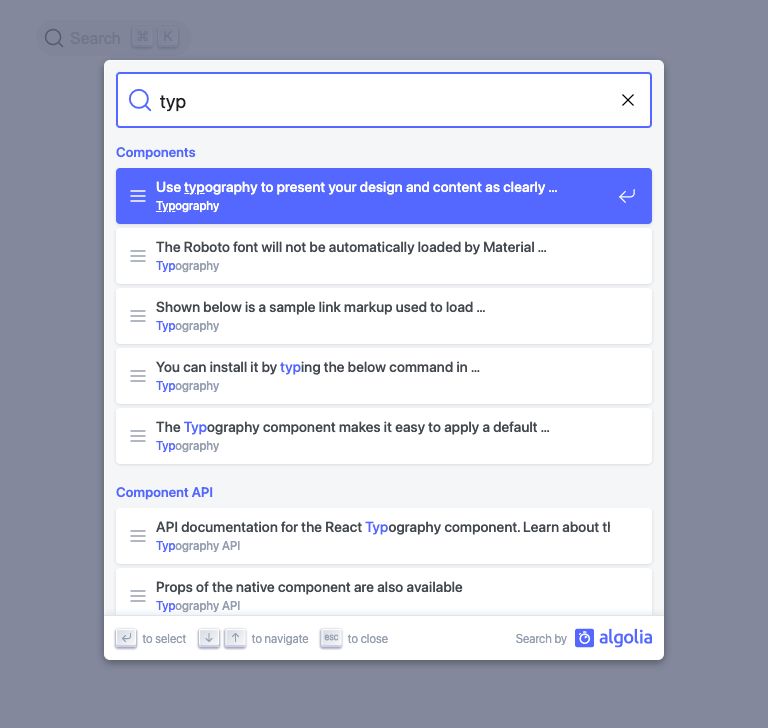 Search ⌘ K
typ
Components
Use typography to present your design and content as clearly ...
Typography
The Roboto font will not be automatically loaded by Material ...
Typography
Shown below is a sample link markup used to load ...
Typography
You can install it by typing the below command in ...
Typography
The Typography component makes it easy to apply a default ...
Typography
Component API
API documentation for the React Typography component. Learn about
Typography API
Props of the native component are also available
Typography API
to select to navigate esc to close Search by algolia